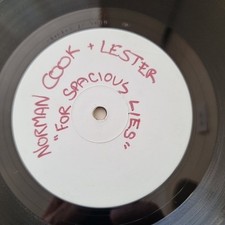 NORMAN COOK + LESTER
"FOR SPACIOUS LIES"